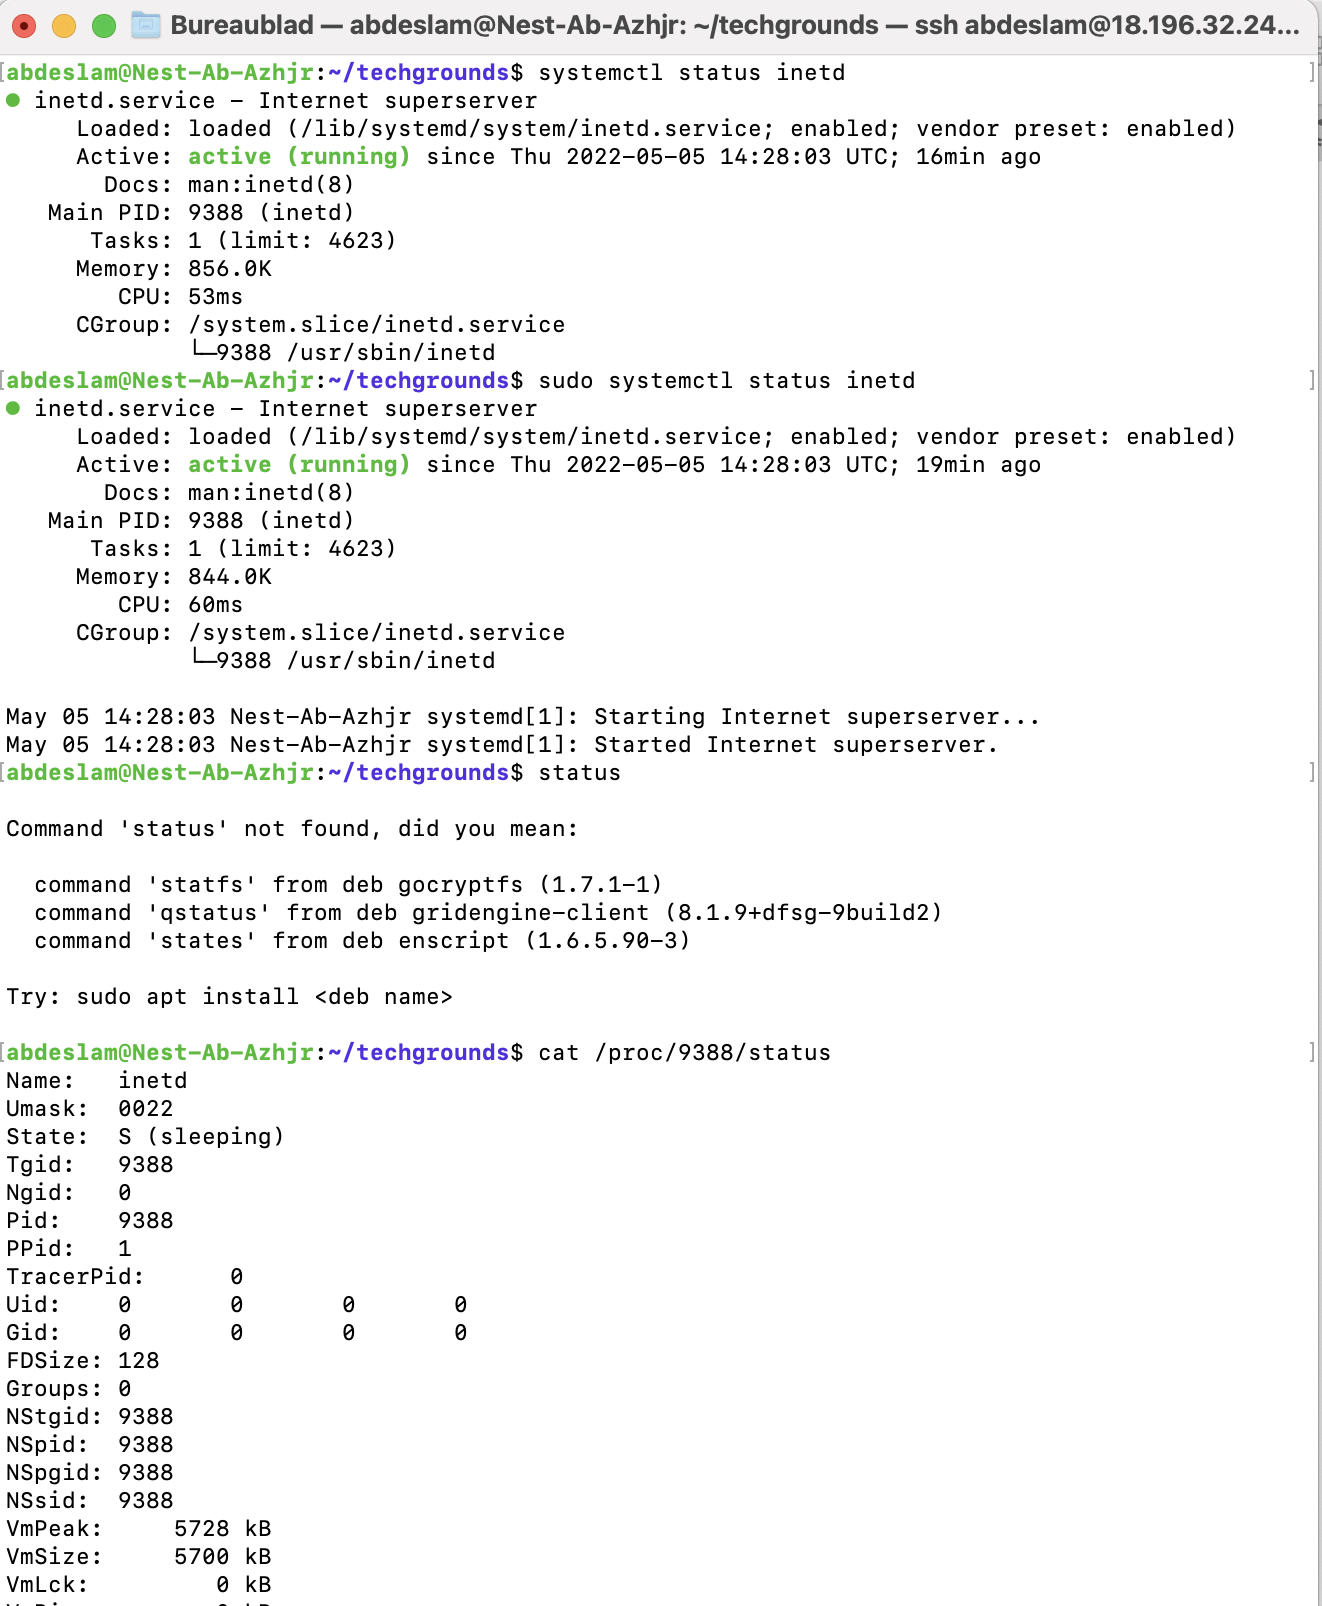 Bureaublad — abdeslam@Nest-Ab-Azhjr: ~/techgrounds — ssh abdeslam@18.196.32.24...
[abdeslam@Nest-Ab-Azhjr:~/techgrounds$ systemctl status inetd ]
● inetd.service - Internet superserver
     Loaded: loaded (/lib/systemd/system/inetd.service; enabled; vendor preset: enabled)
     Active: active (running) since Thu 2022-05-05 14:28:03 UTC; 16min ago
       Docs: man:inetd(8)
   Main PID: 9388 (inetd)
      Tasks: 1 (limit: 4623)
     Memory: 856.0K
        CPU: 53ms
     CGroup: /system.slice/inetd.service
             └─9388 /usr/sbin/inetd
[abdeslam@Nest-Ab-Azhjr:~/techgrounds$ sudo systemctl status inetd ]
● inetd.service - Internet superserver
     Loaded: loaded (/lib/systemd/system/inetd.service; enabled; vendor preset: enabled)
     Active: active (running) since Thu 2022-05-05 14:28:03 UTC; 19min ago
       Docs: man:inetd(8)
   Main PID: 9388 (inetd)
      Tasks: 1 (limit: 4623)
     Memory: 844.0K
        CPU: 60ms
     CGroup: /system.slice/inetd.service
             └─9388 /usr/sbin/inetd
May 05 14:28:03 Nest-Ab-Azhjr systemd[1]: Starting Internet superserver...
May 05 14:28:03 Nest-Ab-Azhjr systemd[1]: Started Internet superserver.
[abdeslam@Nest-Ab-Azhjr:~/techgrounds$ status ]
Command 'status' not found, did you mean:
  command 'statfs' from deb gocryptfs (1.7.1-1)
  command 'qstatus' from deb gridengine-client (8.1.9+dfsg-9build2)
  command 'states' from deb enscript (1.6.5.90-3)
Try: sudo apt install <deb name>
[abdeslam@Nest-Ab-Azhjr:~/techgrounds$ cat /proc/9388/status ]
Name:   inetd
Umask:  0022
State:  S (sleeping)
Tgid:   9388
Ngid:   0
Pid:    9388
PPid:   1
TracerPid:      0
Uid:    0       0       0       0
Gid:    0       0       0       0
FDSize: 128
Groups: 0
NStgid: 9388
NSpid:  9388
NSpgid: 9388
NSsid:  9388
VmPeak:     5728 kB
VmSize:     5700 kB
VmLck:         0 kB